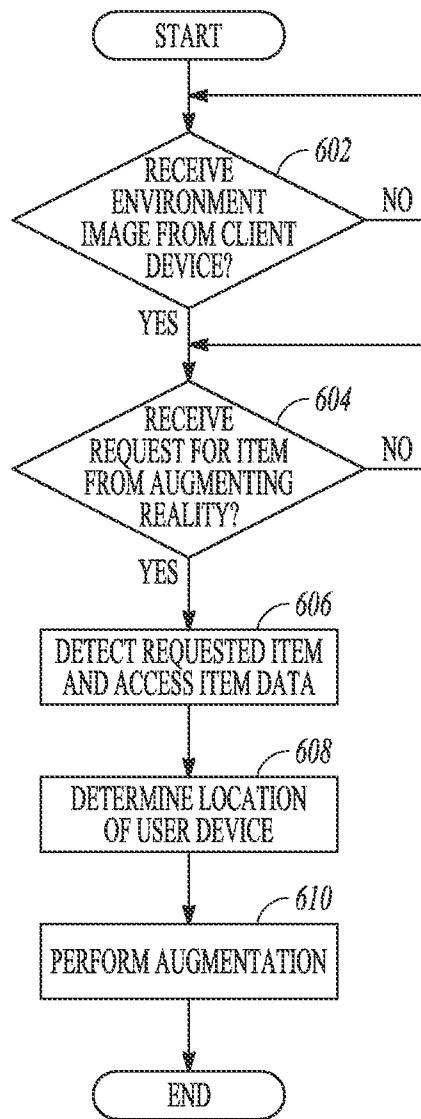 START
602
RECEIVE
ENVIRONMENT
IMAGE FROM CLIENT
DEVICE?
NO
YES
604
RECEIVE
REQUEST FOR ITEM
FROM AUGMENTING
REALITY?
NO
YES
606
DETECT REQUESTED ITEM
AND ACCESS ITEM DATA
608
DETERMINE LOCATION
OF USER DEVICE
610
PERFORM AUGMENTATION
END